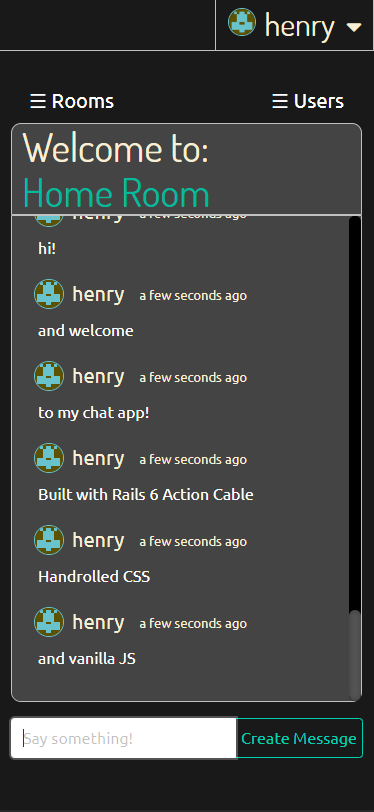 henry
☰ Rooms
☰ Users
Welcome to:
Home Room
henry a few seconds ago
hi!
henry a few seconds ago
and welcome
henry a few seconds ago
to my chat app!
henry a few seconds ago
Built with Rails 6 Action Cable
henry a few seconds ago
Handrolled CSS
henry a few seconds ago
and vanilla JS
Say something!
Create Message